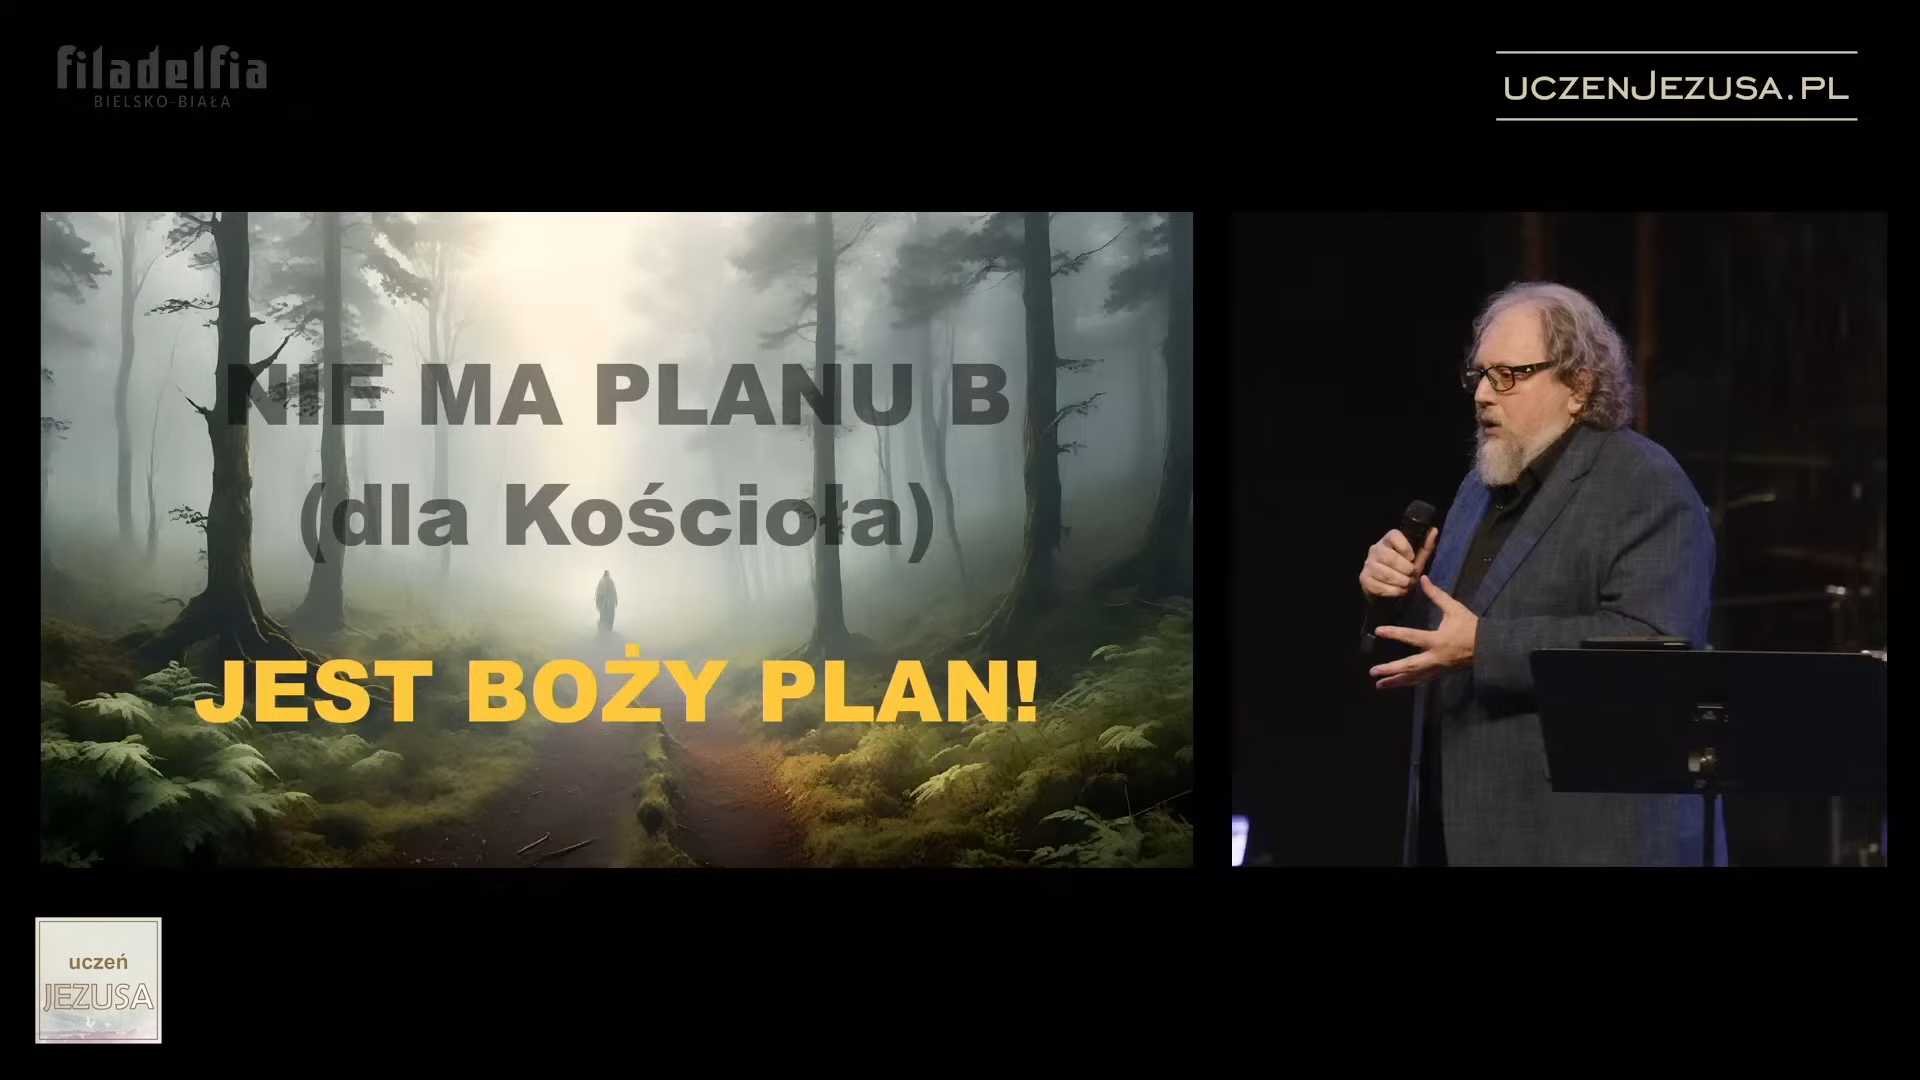 filadelfia
BIELSKO-BIAŁA
UCZENJEZUSA.PL
NIE MA PLANU B
(dla Kościoła)
JEST BOŻY PLAN!
uczeń
JEZUSA